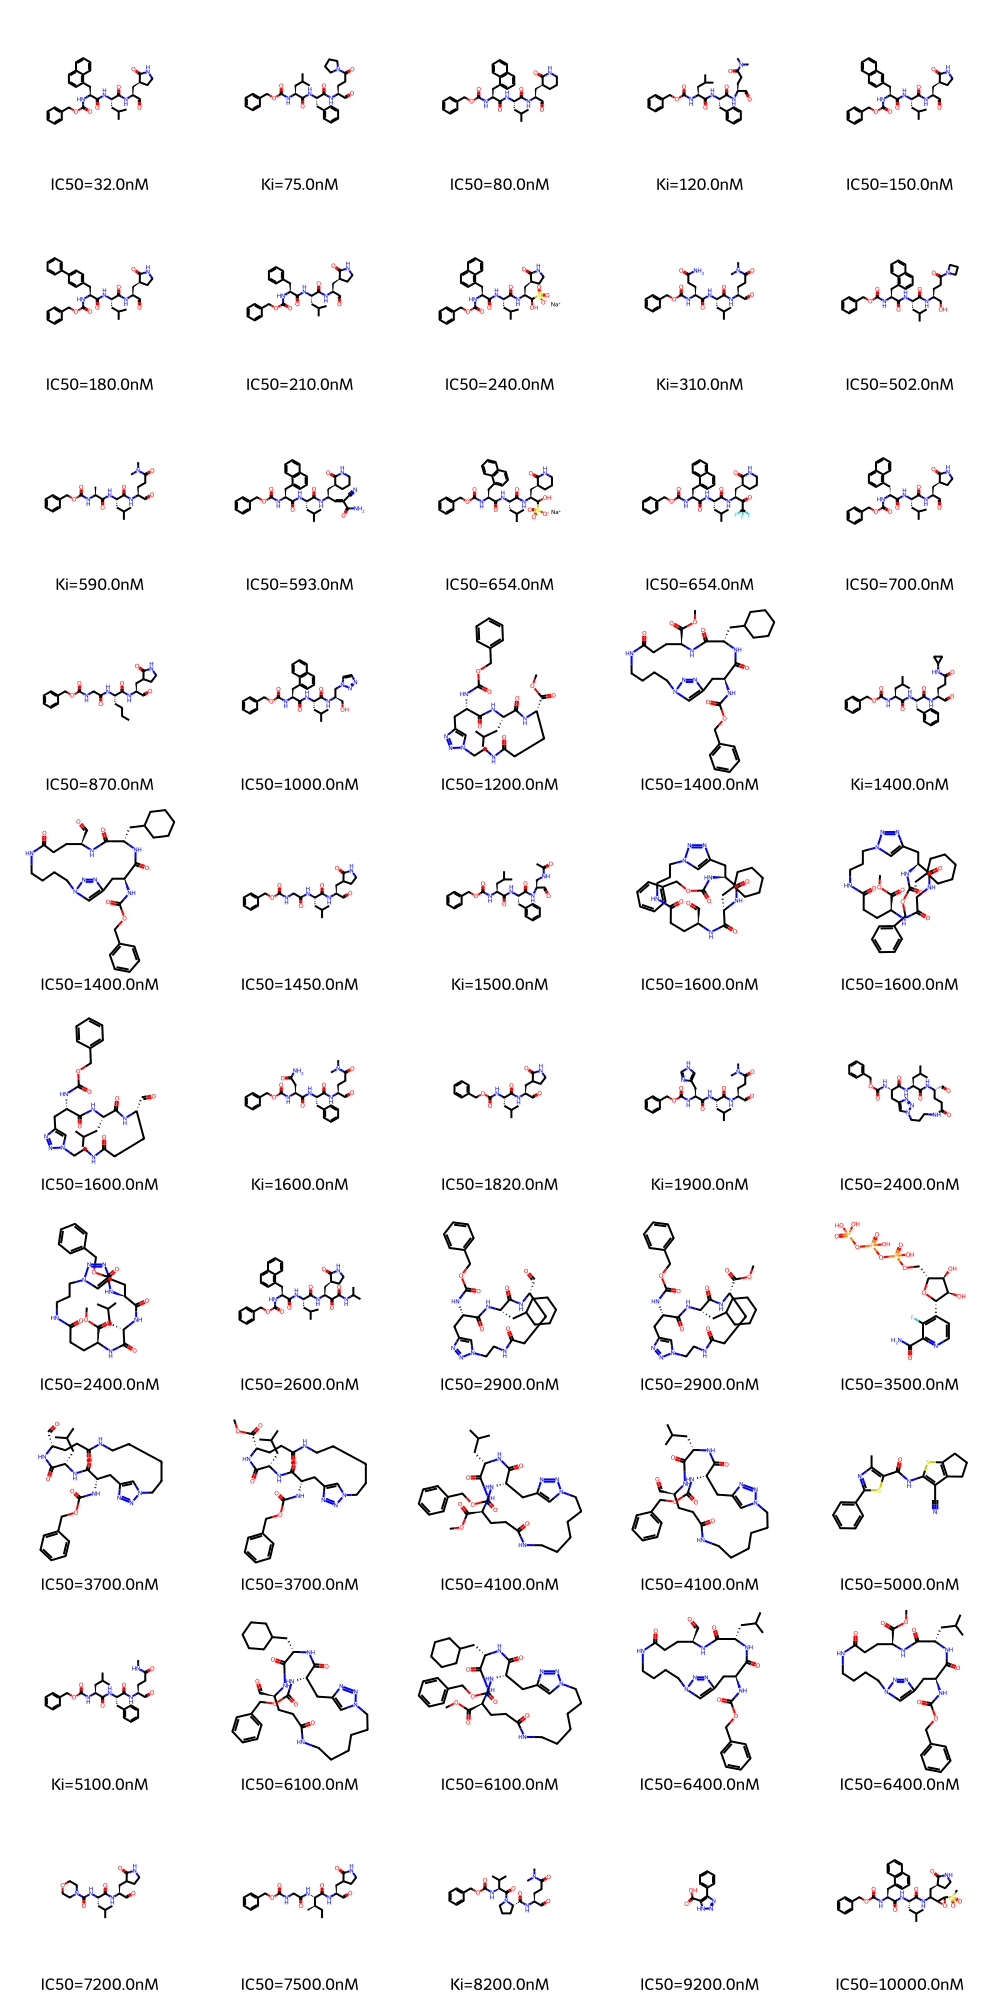 IC50=32.0nM Ki=75.0nM IC50=80.0nM Ki=120.0nM IC50=150.0nM
IC50=180.0nM IC50=210.0nM IC50=240.0nM Ki=310.0nM IC50=502.0nM
Ki=590.0nM IC50=593.0nM IC50=654.0nM IC50=654.0nM IC50=700.0nM
IC50=870.0nM IC50=1000.0nM IC50=1200.0nM IC50=1400.0nM Ki=1400.0nM
IC50=1400.0nM IC50=1450.0nM Ki=1500.0nM IC50=1600.0nM IC50=1600.0nM
IC50=1600.0nM Ki=1600.0nM IC50=1820.0nM Ki=1900.0nM IC50=2400.0nM
IC50=2400.0nM IC50=2600.0nM IC50=2900.0nM IC50=2900.0nM IC50=3500.0nM
IC50=3700.0nM IC50=3700.0nM IC50=4100.0nM IC50=4100.0nM IC50=5000.0nM
Ki=5100.0nM IC50=6100.0nM IC50=6100.0nM IC50=6400.0nM IC50=6400.0nM
IC50=7200.0nM IC50=7500.0nM Ki=8200.0nM IC50=9200.0nM IC50=10000.0nM